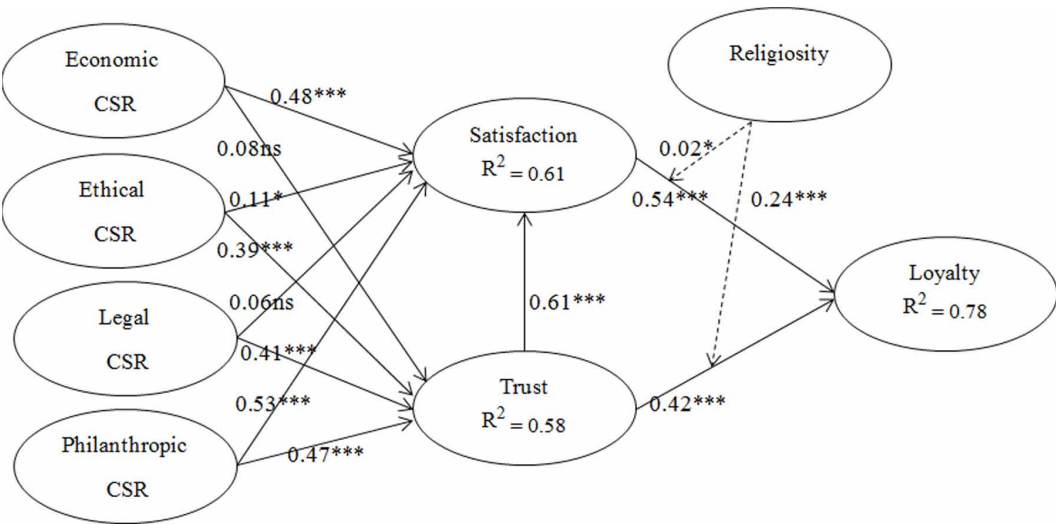 Economic
CSR
Ethical
CSR
Legal
CSR
Philanthropic
CSR
0.48***
0.08ns
0.11*
0.39***
0.06ns
0.41***
0.53***
0.47***
Satisfaction
R² = 0.61
0.61***
Trust
R² = 0.58
Religiosity
0.02*
0.54***
0.24***
0.42***
Loyalty
R² = 0.78